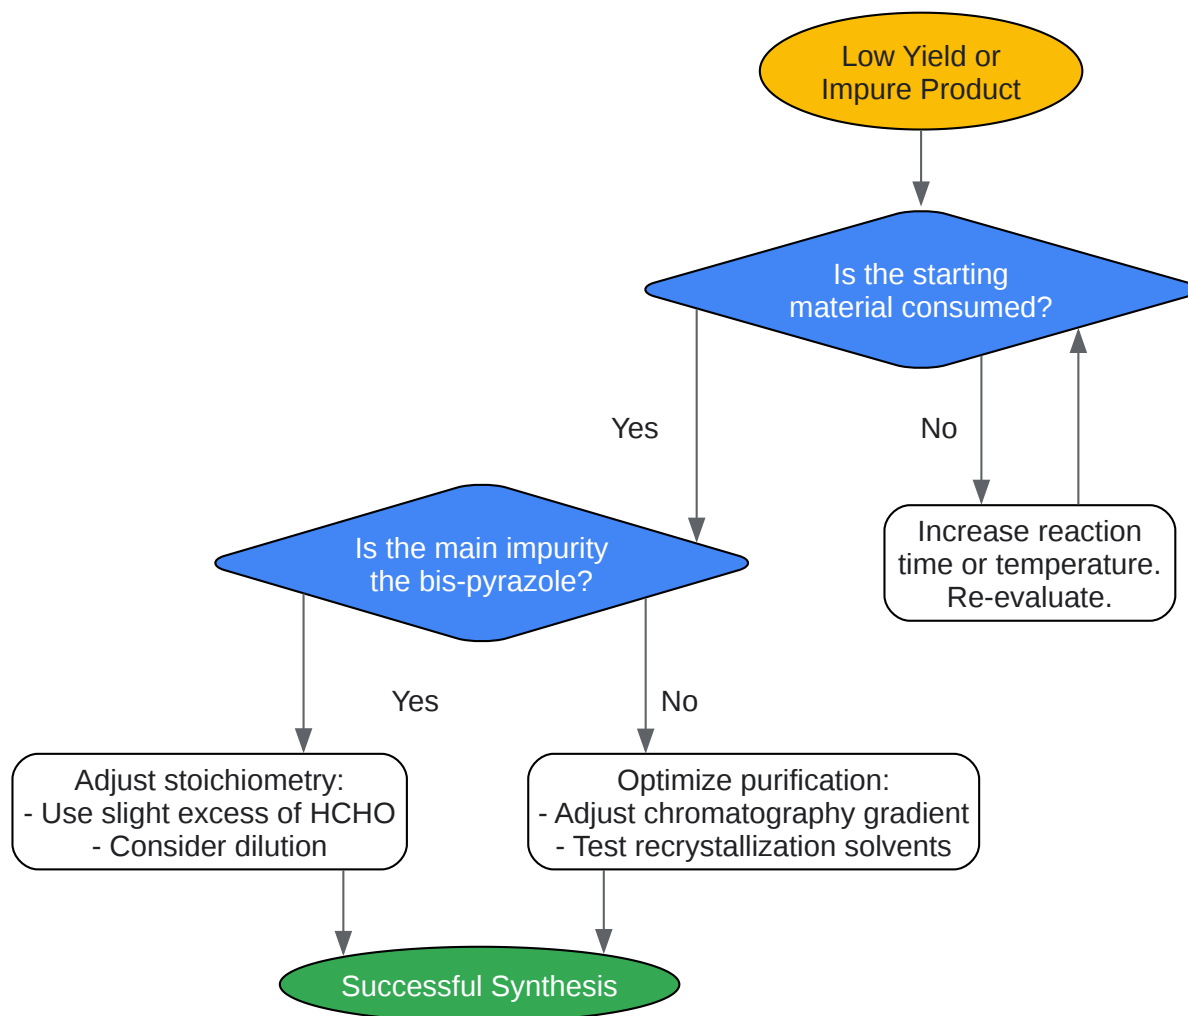 Low Yield or
Impure Product
Is the starting
material consumed?
Yes
No
Increase reaction
time or temperature.
Re-evaluate.
Is the main impurity
the bis-pyrazole?
Yes
No
Adjust stoichiometry:
- Use slight excess of HCHO
- Consider dilution
Optimize purification:
- Adjust chromatography gradient
- Test recrystallization solvents
Successful Synthesis